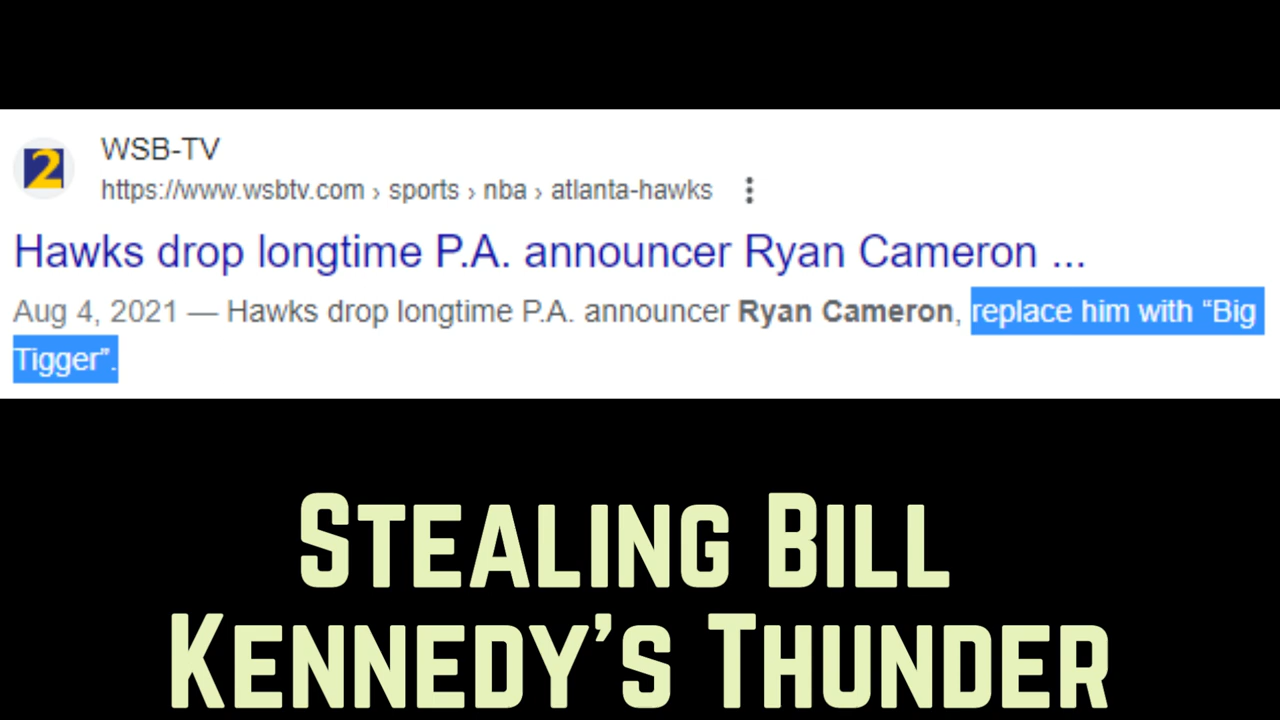 2
WSB-TV
https://www.wsbtv.com › sports › nba › atlanta-hawks
Hawks drop longtime P.A. announcer Ryan Cameron ...
Aug 4, 2021 — Hawks drop longtime P.A. announcer Ryan Cameron, replace him with “Big
Tigger”.
Stealing Bill
Kennedy’s Thunder